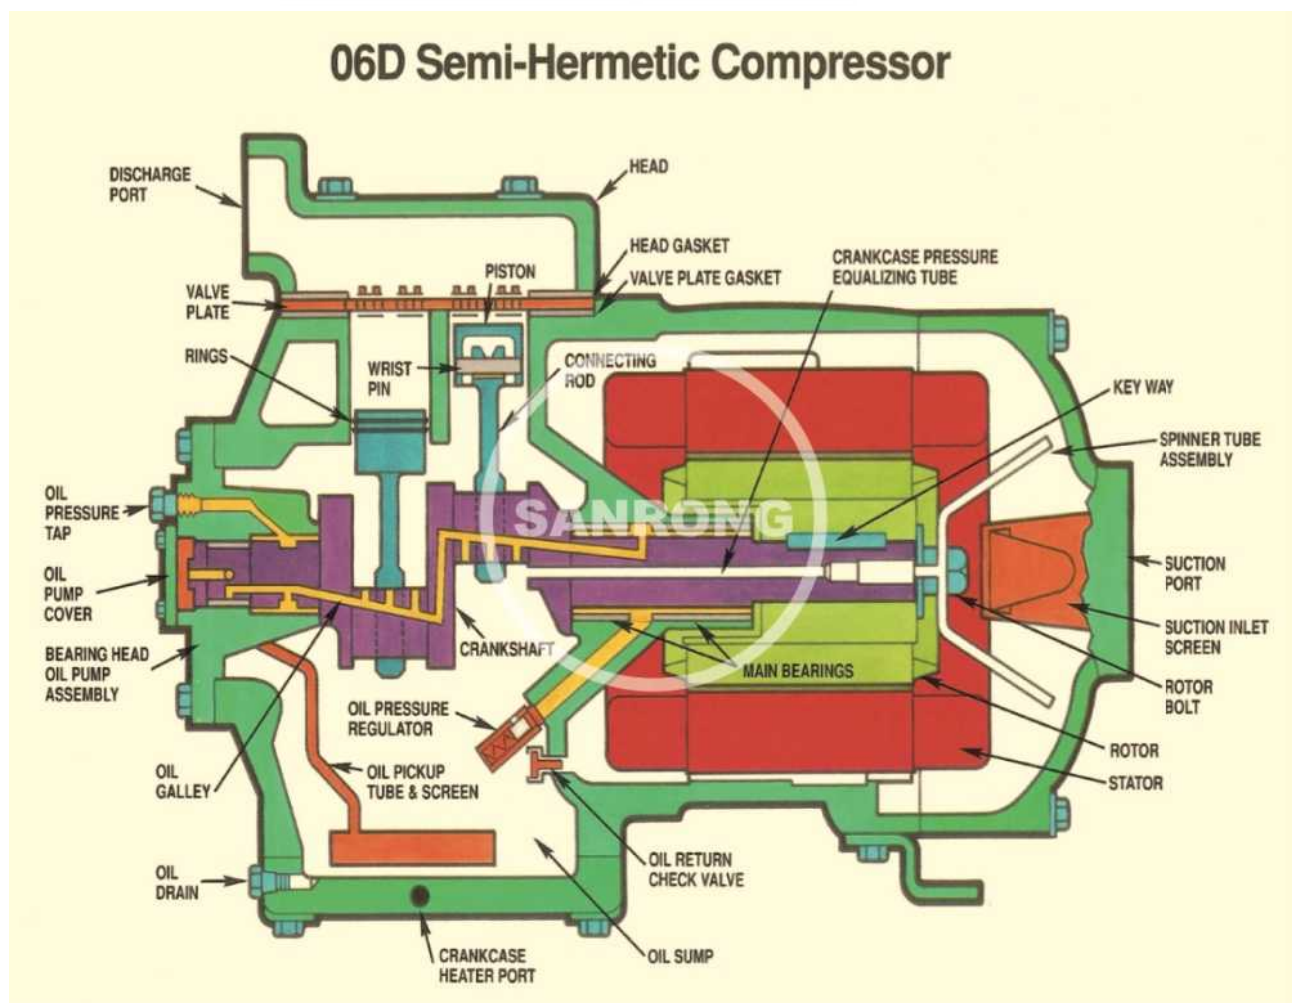 06D Semi-Hermetic Compressor
DISCHARGE
PORT
HEAD
HEAD GASKET
VALVE PLATE GASKET
CRANKCASE PRESSURE
EQUALIZING TUBE
PISTON
VALVE
PLATE
RINGS
WRIST
PIN
CONNECTING
ROD
KEY WAY
SPINNER TUBE
ASSEMBLY
OIL
PRESSURE
TAP
SANRONG
OIL
PUMP
COVER
SUCTION
PORT
SUCTION INLET
SCREEN
CRANKSHAFT
MAIN BEARINGS
BEARING HEAD
OIL PUMP
ASSEMBLY
ROTOR
BOLT
OIL PRESSURE
REGULATOR
ROTOR
OIL
GALLEY
OIL PICKUP
TUBE & SCREEN
STATOR
OIL
DRAIN
OIL RETURN
CHECK VALVE
CRANKCASE
HEATER PORT
OIL SUMP